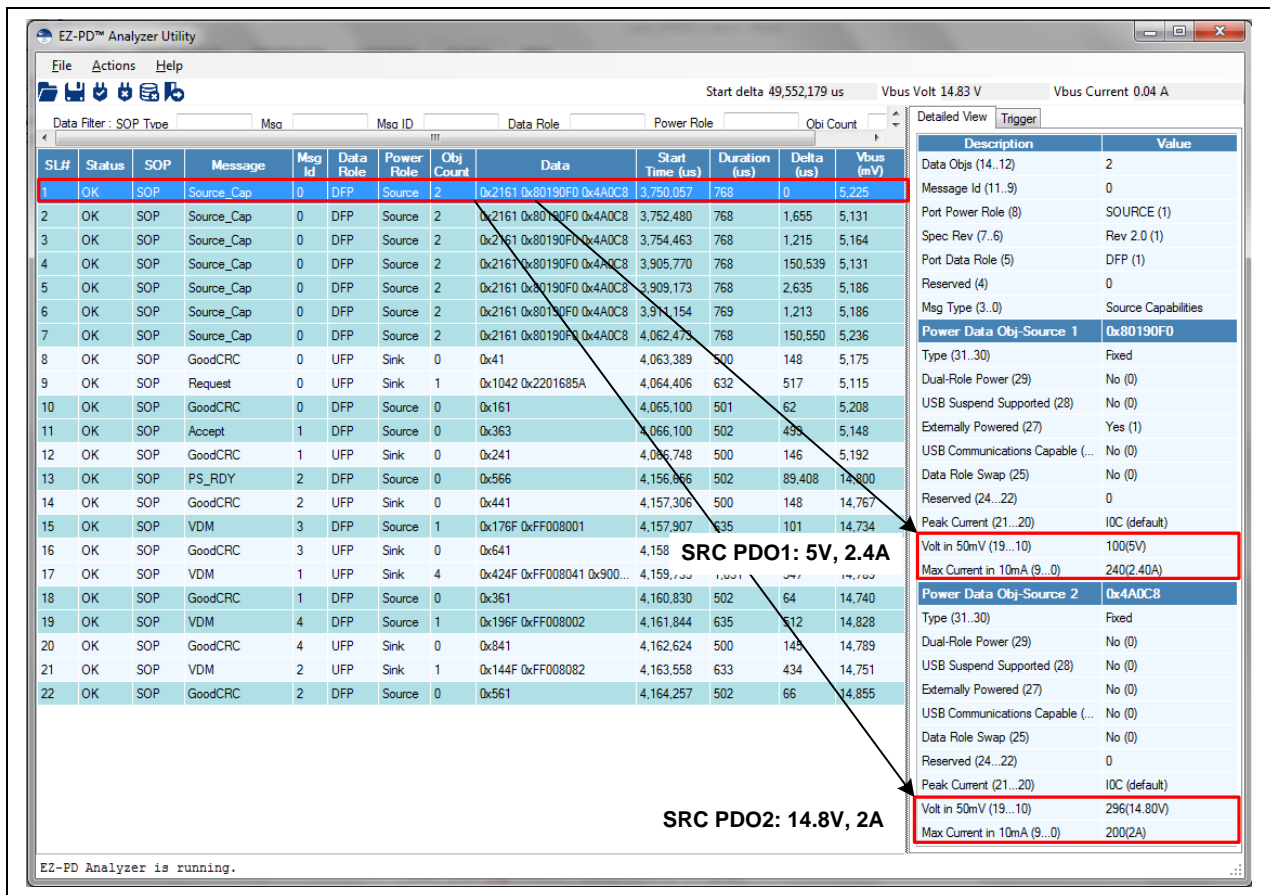 EZ-PD™ Analyzer Utility
File Actions Help
Start delta 49,552,179 us Vbus Volt 14.83 V Vbus Current 0.04 A
Data Filter : SOP Type Msg Msg ID Data Role Power Role Obj Count
SL# Status SOP Message Msg Id Data Role Power Role Obj Count Data Start Time (us) Duration (us) Delta (us) Vbus (mV)
1 OK SOP Source_Cap 0 DFP Source 2 0x2161 0x80190F0 0x4A0C8 3,750,057 768 0 5,225
2 OK SOP Source_Cap 0 DFP Source 2 0x2161 0x80190F0 0x4A0C8 3,752,480 768 1,655 5,131
3 OK SOP Source_Cap 0 DFP Source 2 0x2161 0x80190F0 0x4A0C8 3,754,463 768 1,215 5,164
4 OK SOP Source_Cap 0 DFP Source 2 0x2161 0x80190F0 0x4A0C8 3,905,770 768 150,539 5,131
5 OK SOP Source_Cap 0 DFP Source 2 0x2161 0x80190F0 0x4A0C8 3,909,173 768 2,635 5,186
6 OK SOP Source_Cap 0 DFP Source 2 0x2161 0x80190F0 0x4A0C8 3,911,154 769 1,213 5,186
7 OK SOP Source_Cap 0 DFP Source 2 0x2161 0x80190F0 0x4A0C8 4,062,473 768 150,550 5,236
8 OK SOP GoodCRC 0 UFP Sink 0 0x41 4,063,389 500 148 5,175
9 OK SOP Request 0 UFP Sink 1 0x1042 0x2201685A 4,064,406 632 517 5,115
10 OK SOP GoodCRC 0 DFP Source 0 0x161 4,065,100 501 62 5,208
11 OK SOP Accept 1 DFP Source 0 0x363 4,066,100 502 499 5,148
12 OK SOP GoodCRC 1 UFP Sink 0 0x241 4,066,748 500 146 5,192
13 OK SOP PS_RDY 2 DFP Source 0 0x566 4,156,656 502 89,408 14,800
14 OK SOP GoodCRC 2 UFP Sink 0 0x441 4,157,306 500 148 14,767
15 OK SOP VDM 3 DFP Source 1 0x176F 0xFF008001 4,157,907 635 101 14,734
16 OK SOP GoodCRC 3 UFP Sink 0 0x641 4,158
17 OK SOP VDM 1 UFP Sink 4 0x424F 0xFF008041 0x900...
18 OK SOP GoodCRC 1 DFP Source 0 0x361 4,160,830 502 64 14,740
19 OK SOP VDM 4 DFP Source 1 0x196F 0xFF008002 4,161,844 635 512 14,828
20 OK SOP GoodCRC 4 UFP Sink 0 0x841 4,162,624 500 145 14,789
21 OK SOP VDM 2 UFP Sink 1 0x144F 0xFF008082 4,163,558 633 434 14,751
22 OK SOP GoodCRC 2 DFP Source 0 0x561 4,164,257 502 66 14,855
SRC PDO1: 5V, 2.4A
SRC PDO2: 14.8V, 2A
Detailed View Trigger
Description Value
Data Objs (14..12) 2
Message Id (11..9) 0
Port Power Role (8) SOURCE (1)
Spec Rev (7..6) Rev 2.0 (1)
Port Data Role (5) DFP (1)
Reserved (4) 0
Msg Type (3..0) Source Capabilities
Power Data Obj-Source 1 0x80190F0
Type (31..30) Fixed
Dual-Role Power (29) No (0)
USB Suspend Supported (28) No (0)
Externally Powered (27) Yes (1)
USB Communications Capable (... No (0)
Data Role Swap (25) No (0)
Reserved (24...22) 0
Peak Current (21...20) IOC (default)
Volt in 50mV (19...10) 100(5V)
Max Current in 10mA (9...0) 240(2.40A)
Power Data Obj-Source 2 0x4A0C8
Type (31..30) Fixed
Dual-Role Power (29) No (0)
USB Suspend Supported (28) No (0)
Externally Powered (27) No (0)
USB Communications Capable (... No (0)
Data Role Swap (25) No (0)
Reserved (24...22) 0
Peak Current (21...20) IOC (default)
Volt in 50mV (19...10) 296(14.80V)
Max Current in 10mA (9...0) 200(2A)
EZ-PD Analyzer is running.